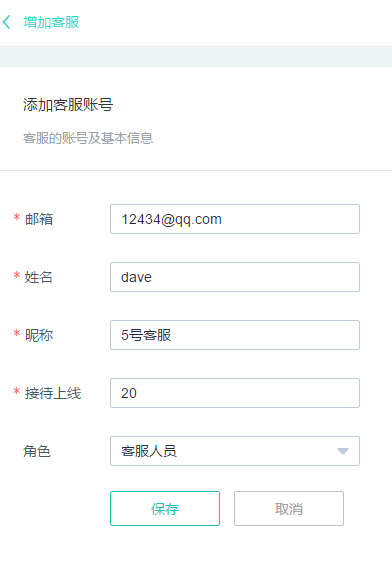 增加客服
添加客服账号
客服的账号及基本信息
* 邮箱 12434@qq.com
* 姓名 dave
* 昵称 5号客服
* 接待上线 20
角色 客服人员
保存 取消